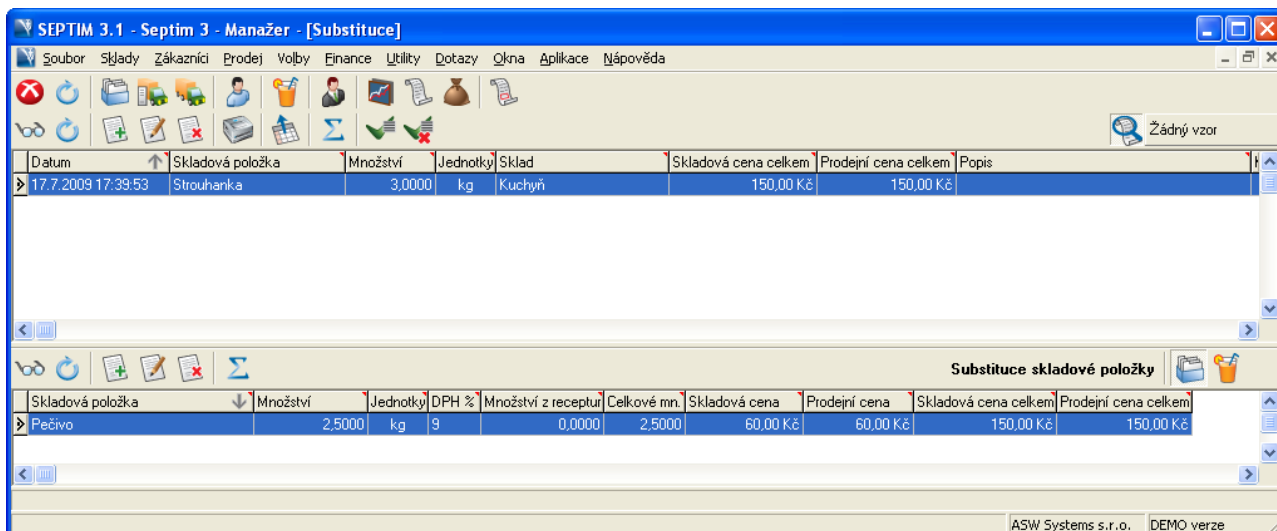 SEPTIM 3.1 - Septim 3 - Manažer - [Substituce]
Soubor Sklady Zákazníci Prodej Volby Finance Utility Dotazy Okna Aplikace Nápověda
Žádný vzor
Datum Skladová položka Množství Jednotky Sklad Skladová cena celkem Prodejní cena celkem Popis
17.7.2009 17:39:53 Strouhanka 3,0000 kg Kuchyň 150,00 Kč 150,00 Kč
Substituce skladové položky
Skladová položka Množství Jednotky DPH % Množství z receptur Celkové mn. Skladová cena Prodejní cena Skladová cena celkem Prodejní cena celkem
Pečivo 2,5000 kg 9 0,0000 2,5000 60,00 Kč 60,00 Kč 150,00 Kč 150,00 Kč
ASW Systems s.r.o. DEMO verze